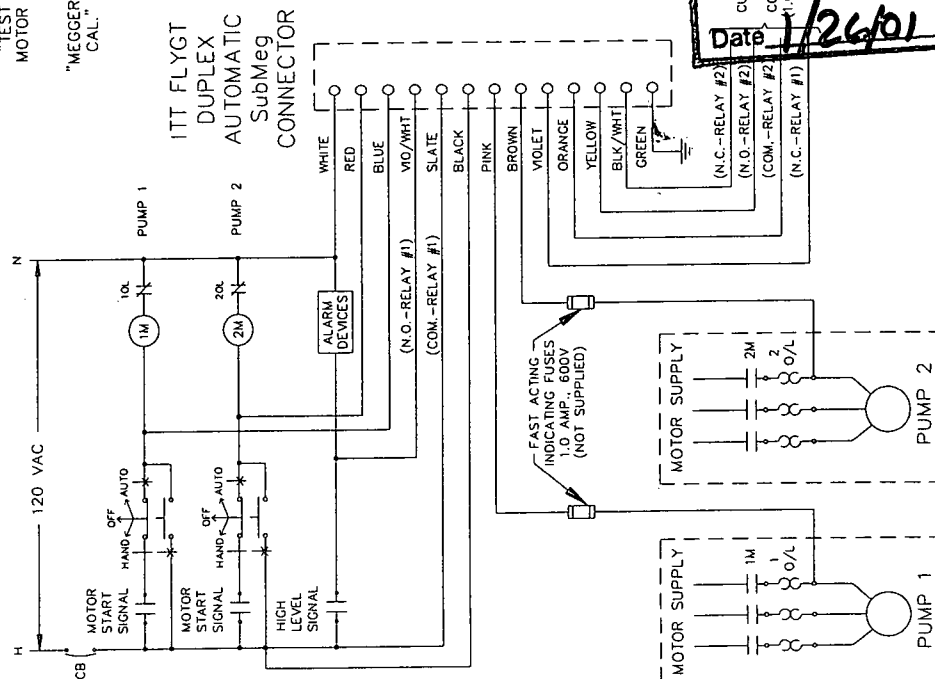 "TEST
MOTOR
"MEGGER
CAL."
ITT FLYGT
DUPLEX
AUTOMATIC
SubMeg
CONNECTOR
Date 1/26/01
N
120 VAC
H
CB
PUMP 1
PUMP 2
1OL
2OL
1M
2M
ALARM
DEVICES
OFF
HAND
AUTO
OFF
HAND
AUTO
MOTOR
START
SIGNAL
MOTOR
START
SIGNAL
HIGH
LEVEL
SIGNAL
WHITE
RED
BLUE
VIO/WHT
SLATE
BLACK
PINK
BROWN
VIOLET
ORANGE
YELLOW
BLK/WHT
GREEN
(N.O.-RELAY #1)
(COM.-RELAY #1)
(N.C.-RELAY #2)
(N.O.-RELAY #2)
(COM.-RELAY #2)
(N.C.-RELAY #1)
FAST ACTING
INDICATING FUSES
1.0 AMP., 600V
(NOT SUPPLIED)
MOTOR SUPPLY
2M
2
O/L
PUMP 2
MOTOR SUPPLY
1M
1
O/L
PUMP 1